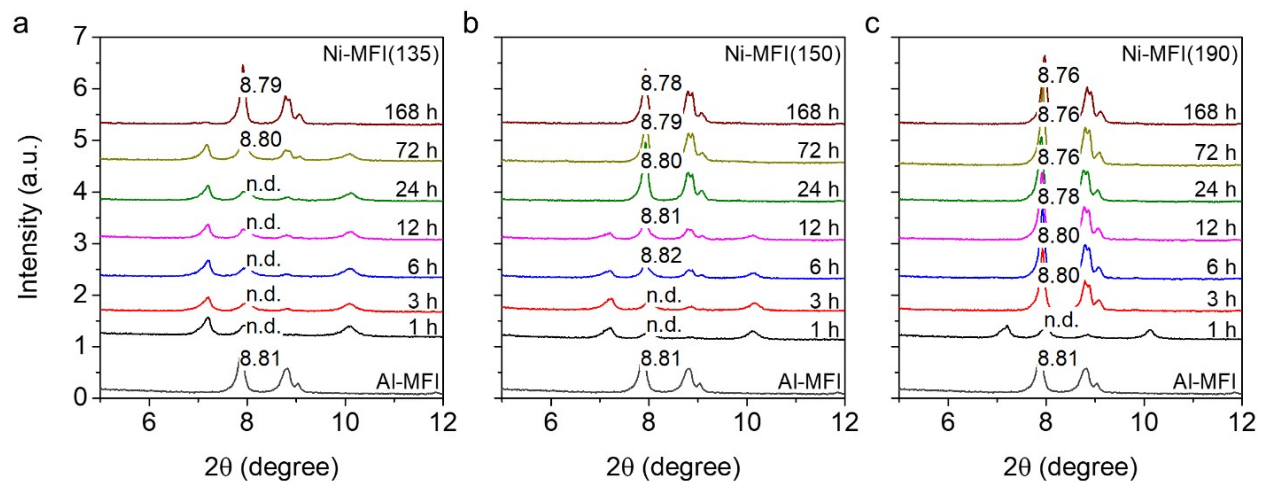 a
b
c
Intensity (a.u.)
7
6
5
4
3
2
1
0
Ni-MFI(135)
8.79
168 h
8.80
72 h
n.d.
24 h
n.d.
12 h
n.d.
6 h
n.d.
3 h
n.d.
1 h
8.81
Al-MFI
6 8 10 12
2θ (degree)
Ni-MFI(150)
8.78
168 h
8.79
72 h
8.80
24 h
8.81
12 h
8.82
6 h
n.d.
3 h
n.d.
1 h
8.81
Al-MFI
6 8 10 12
2θ (degree)
Ni-MFI(190)
8.76
168 h
8.76
72 h
8.76
24 h
8.78
12 h
8.80
6 h
8.80
3 h
n.d.
1 h
8.81
Al-MFI
6 8 10 12
2θ (degree)